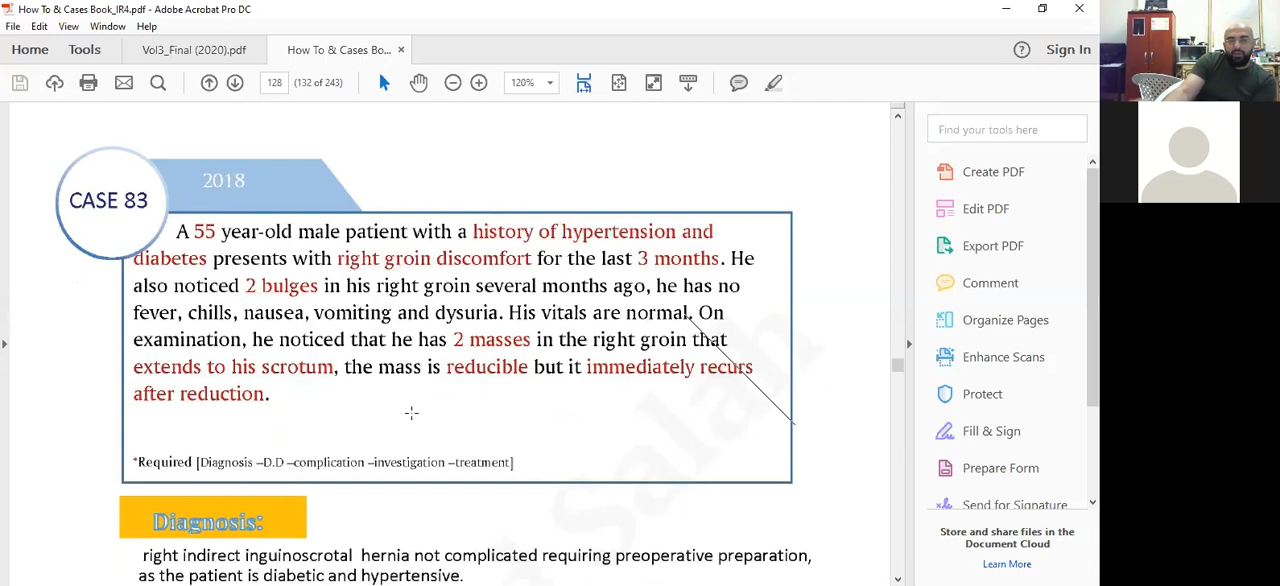 How To & Cases Book_IR4.pdf - Adobe Acrobat Pro DC
File Edit View Window Help
Home Tools Vol3_Final (2020).pdf How To & Cases Bo... × Sign In
128 (132 of 243) 120%
Find your tools here
CASE 83
2018
A 55 year-old male patient with a history of hypertension and
diabetes presents with right groin discomfort for the last 3 months. He
also noticed 2 bulges in his right groin several months ago, he has no
fever, chills, nausea, vomiting and dysuria. His vitals are normal. On
examination, he noticed that he has 2 masses in the right groin that
extends to his scrotum, the mass is reducible but it immediately recurs
after reduction.
*Required [Diagnosis –D.D –complication –investigation –treatment]
Diagnosis:
right indirect inguinoscrotal hernia not complicated requiring preoperative preparation,
as the patient is diabetic and hypertensive.
Salah
Create PDF
Edit PDF
Export PDF
Comment
Organize Pages
Enhance Scans
Protect
Fill & Sign
Prepare Form
Send for Signature
Store and share files in the
Document Cloud
Learn More